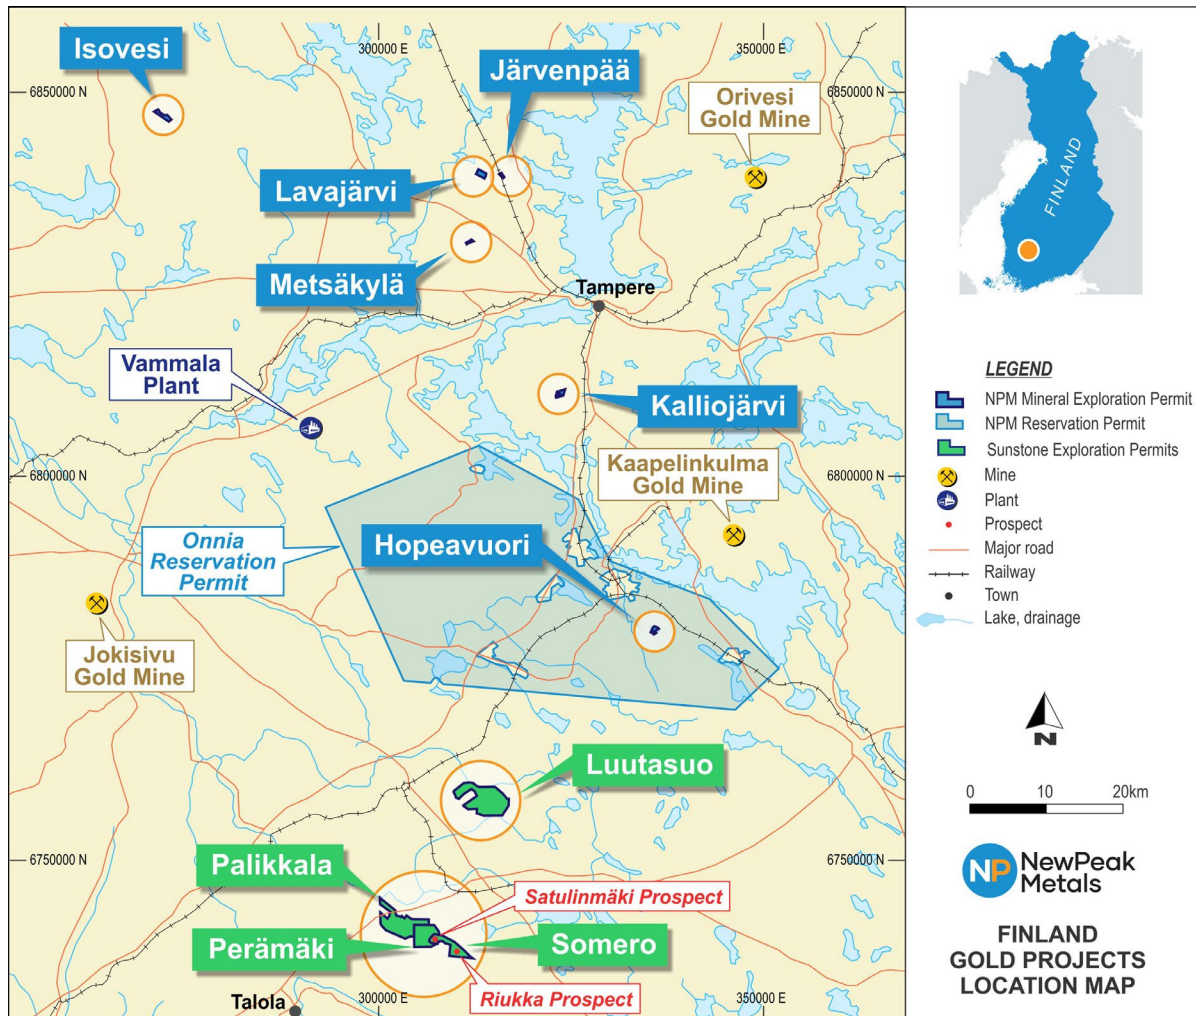 Isovesi
300000 E
350000 E
Järvenpää
6850000 N
6850000 N
Orivesi
Gold Mine
Lavajärvi
Metsäkylä
Tampere
Vammala
Plant
Kalliojärvi
Kaapelinkulma
Gold Mine
6800000 N
6800000 N
Onnia
Reservation
Permit
Hopeavuori
Jokisivu
Gold Mine
Luutasuo
6750000 N
6750000 N
Palikkala
Satulinmäki Prospect
Perämäki
Somero
Riukka Prospect
Talola
300000 E
350000 E
FINLAND
LEGEND
NPM Mineral Exploration Permit
NPM Reservation Permit
Sunstone Exploration Permits
Mine
Plant
Prospect
Major road
Railway
Town
Lake, drainage
N
0 10 20km
NP NewPeak
Metals
FINLAND
GOLD PROJECTS
LOCATION MAP